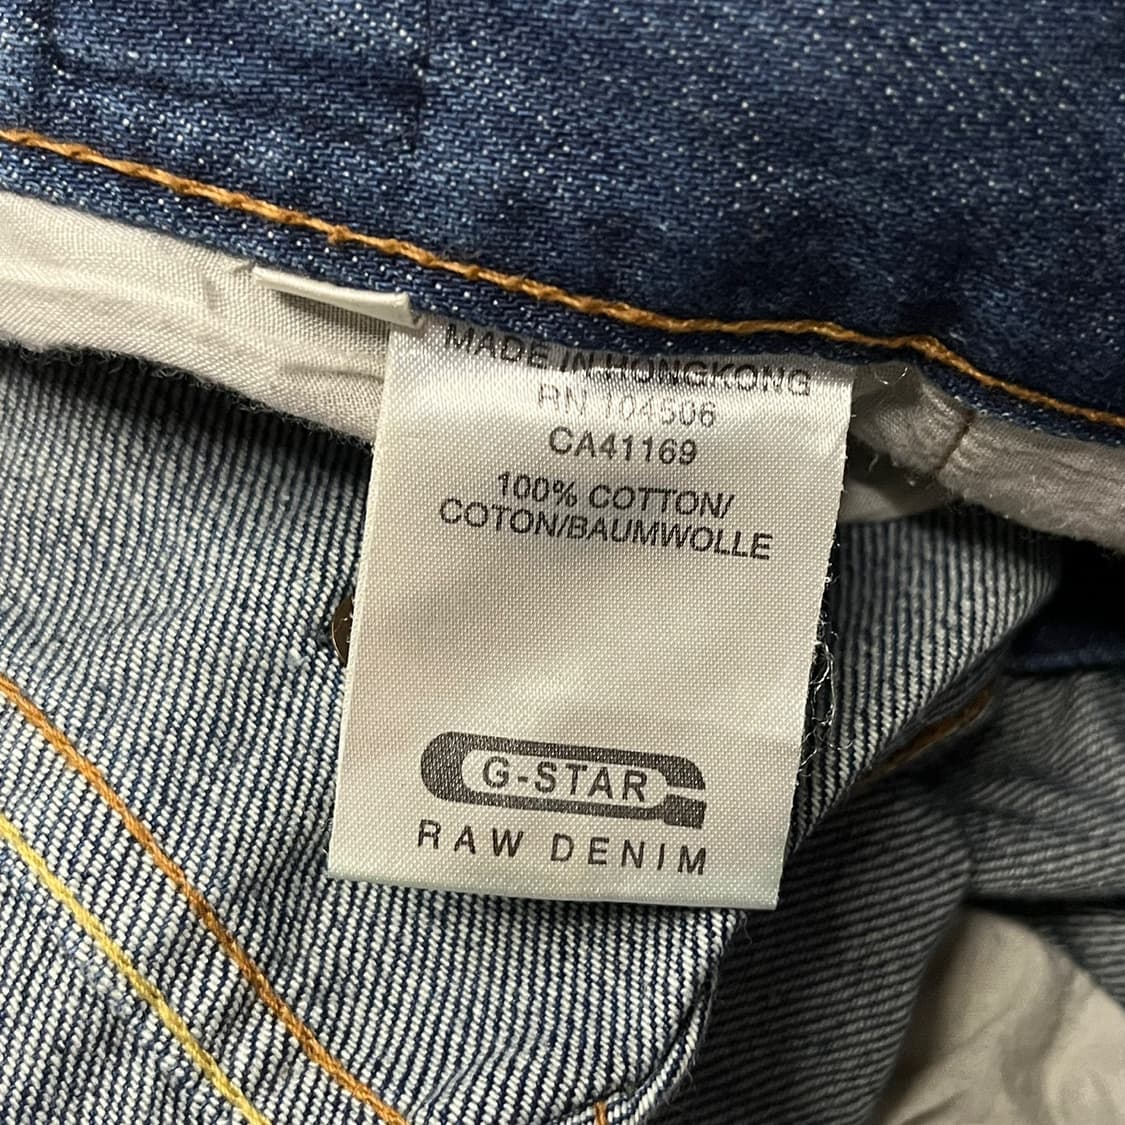 MADE IN HONGKONG
RN 104506
CA41169
100% COTTON/
COTON/BAUMWOLLE
G-STAR
RAW DENIM